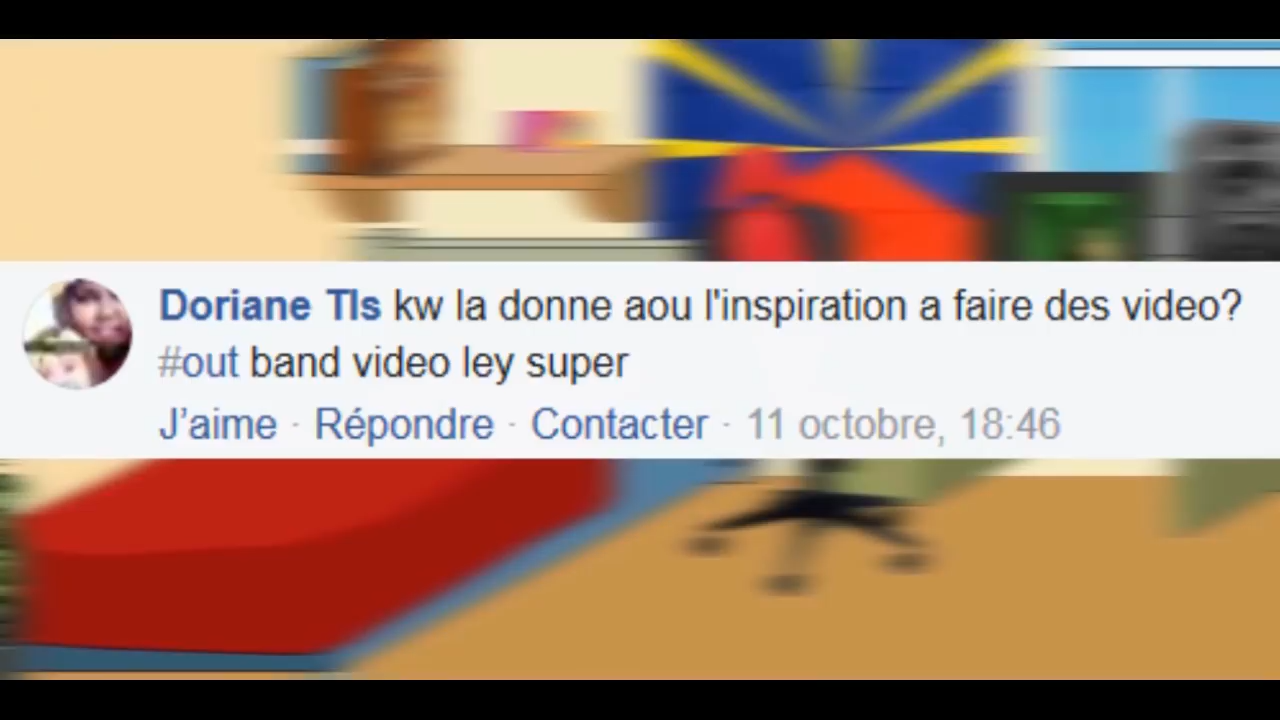 Doriane Tls kw la donne aou l'inspiration a faire des video?
#out band video ley super
J'aime · Répondre · Contacter · 11 octobre, 18:46